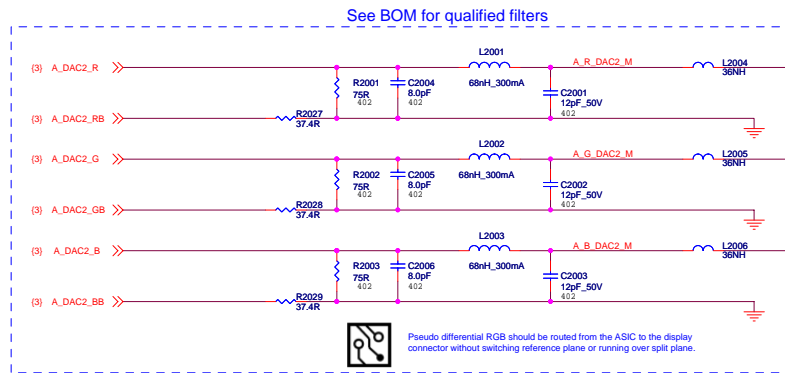 See BOM for qualified filters
{3} A_DAC2_R
L2001
68nH_300mA
A_R_DAC2_M
L2004
36NH
R2001
75R
402
C2004
8.0pF
402
C2001
12pF_50V
402
{3} A_DAC2_RB
R2027
37.4R
{3} A_DAC2_G
L2002
68nH_300mA
A_G_DAC2_M
L2005
36NH
R2002
75R
402
C2005
8.0pF
402
C2002
12pF_50V
402
{3} A_DAC2_GB
R2028
37.4R
{3} A_DAC2_B
L2003
68nH_300mA
A_B_DAC2_M
L2006
36NH
R2003
75R
402
C2006
8.0pF
402
C2003
12pF_50V
402
{3} A_DAC2_BB
R2029
37.4R
Pseudo differential RGB should be routed from the ASIC to the display
connector without switching reference plane or running over split plane.